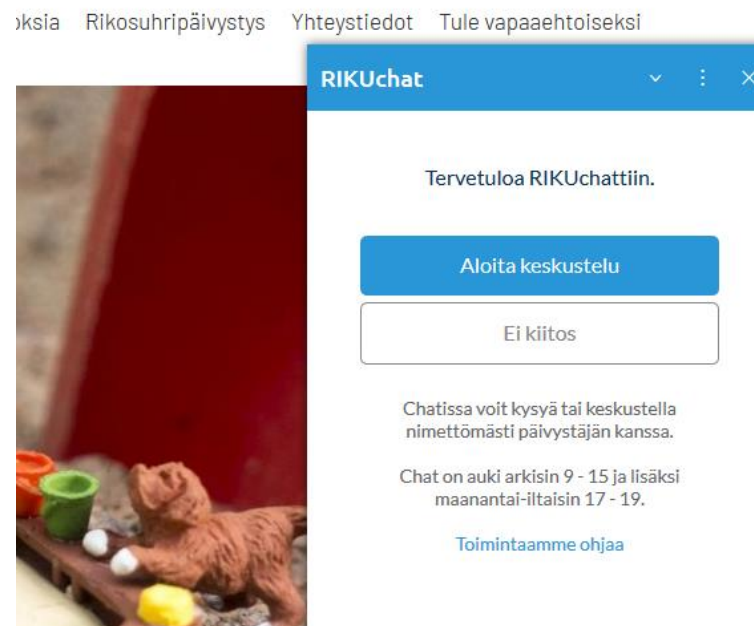 Rikosuhripäivystys Yhteystiedot Tule vapaaehtoiseksi
RIKUchat
Tervetuloa RIKUchattiin.
Aloita keskustelu
Ei kiitos
Chatissa voit kysyä tai keskustella
nimettömästi päivystäjän kanssa.
Chat on auki arkisin 9 - 15 ja lisäksi
maanantai-iltaisin 17 - 19.
Toimintaamme ohjaa